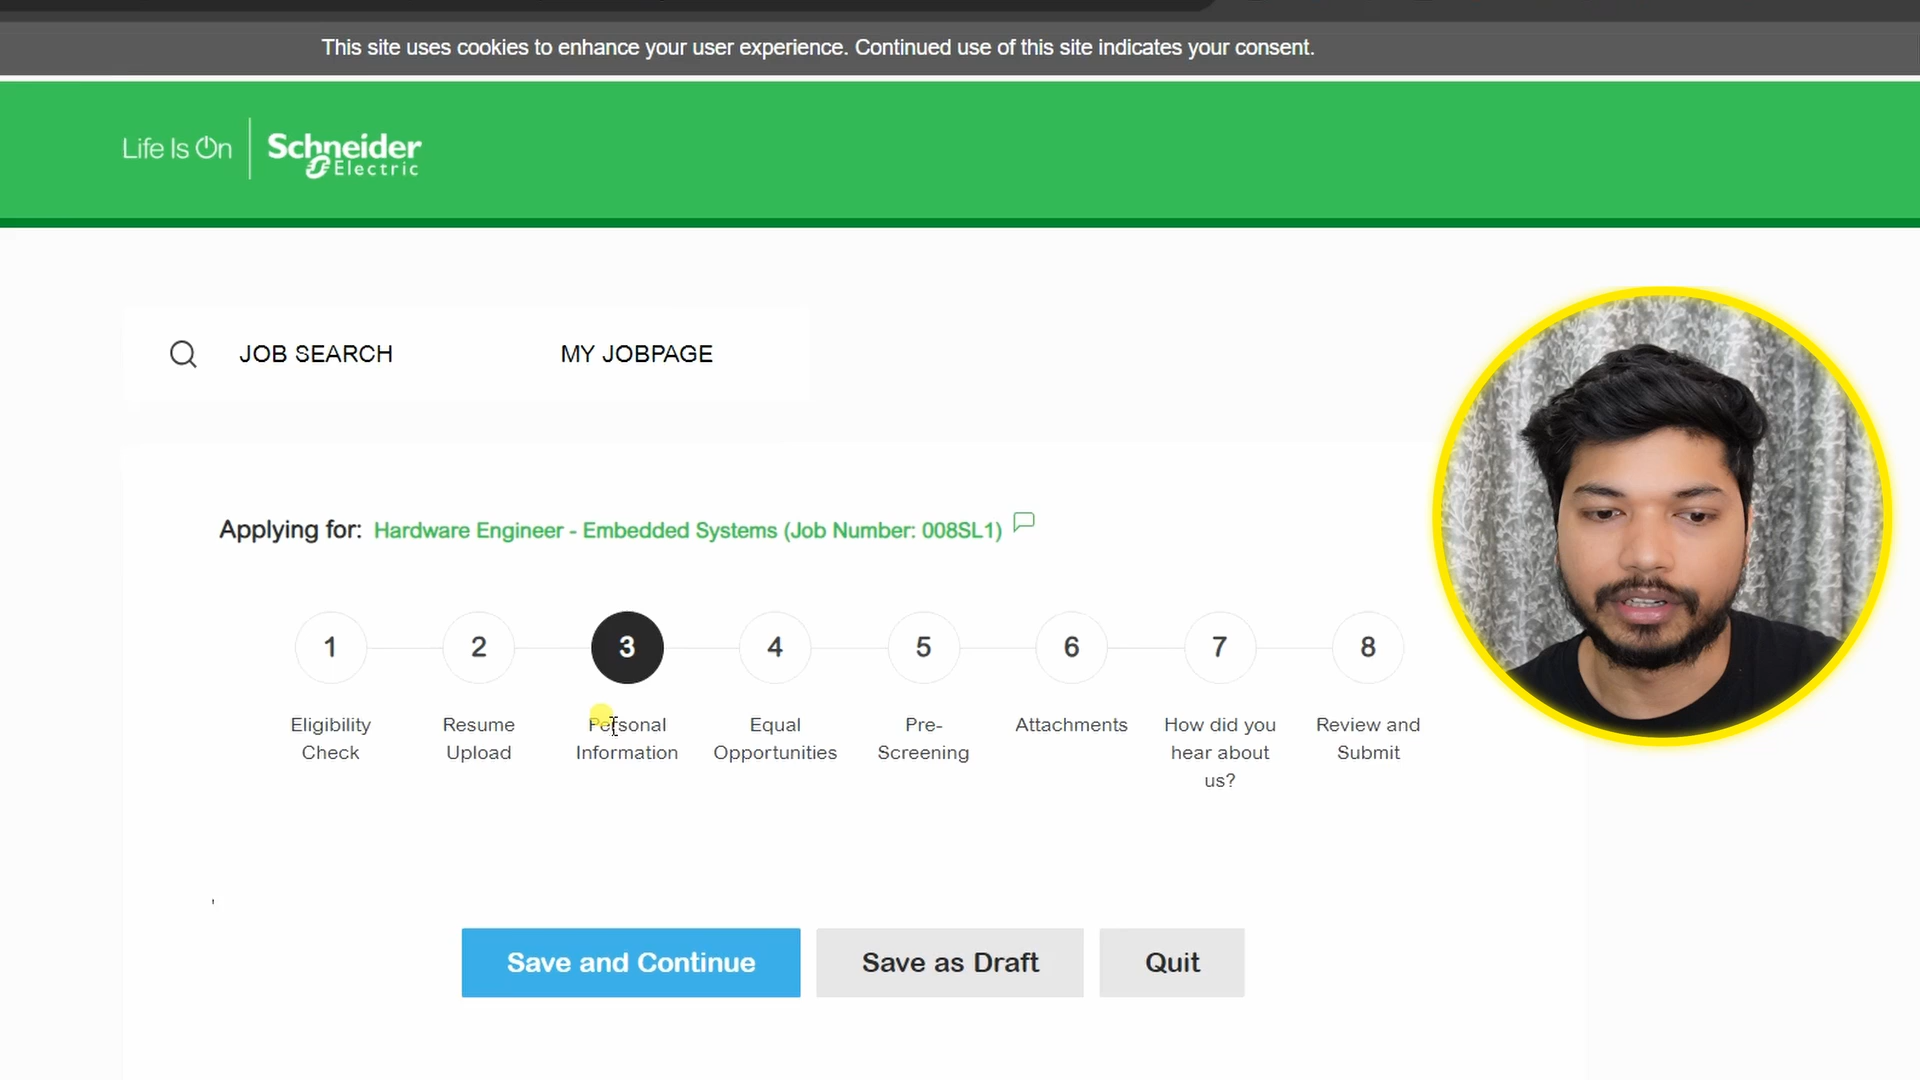 This site uses cookies to enhance your user experience. Continued use of this site indicates your consent.
Life Is On
Schneider
Electric
JOB SEARCH
MY JOBPAGE
Applying for: Hardware Engineer - Embedded Systems (Job Number: 008SL1)
1
2
3
4
5
6
7
8
Eligibility
Check
Resume
Upload
Personal
Information
Equal
Opportunities
Pre-
Screening
Attachments
How did you
hear about
us?
Review and
Submit
Save and Continue
Save as Draft
Quit